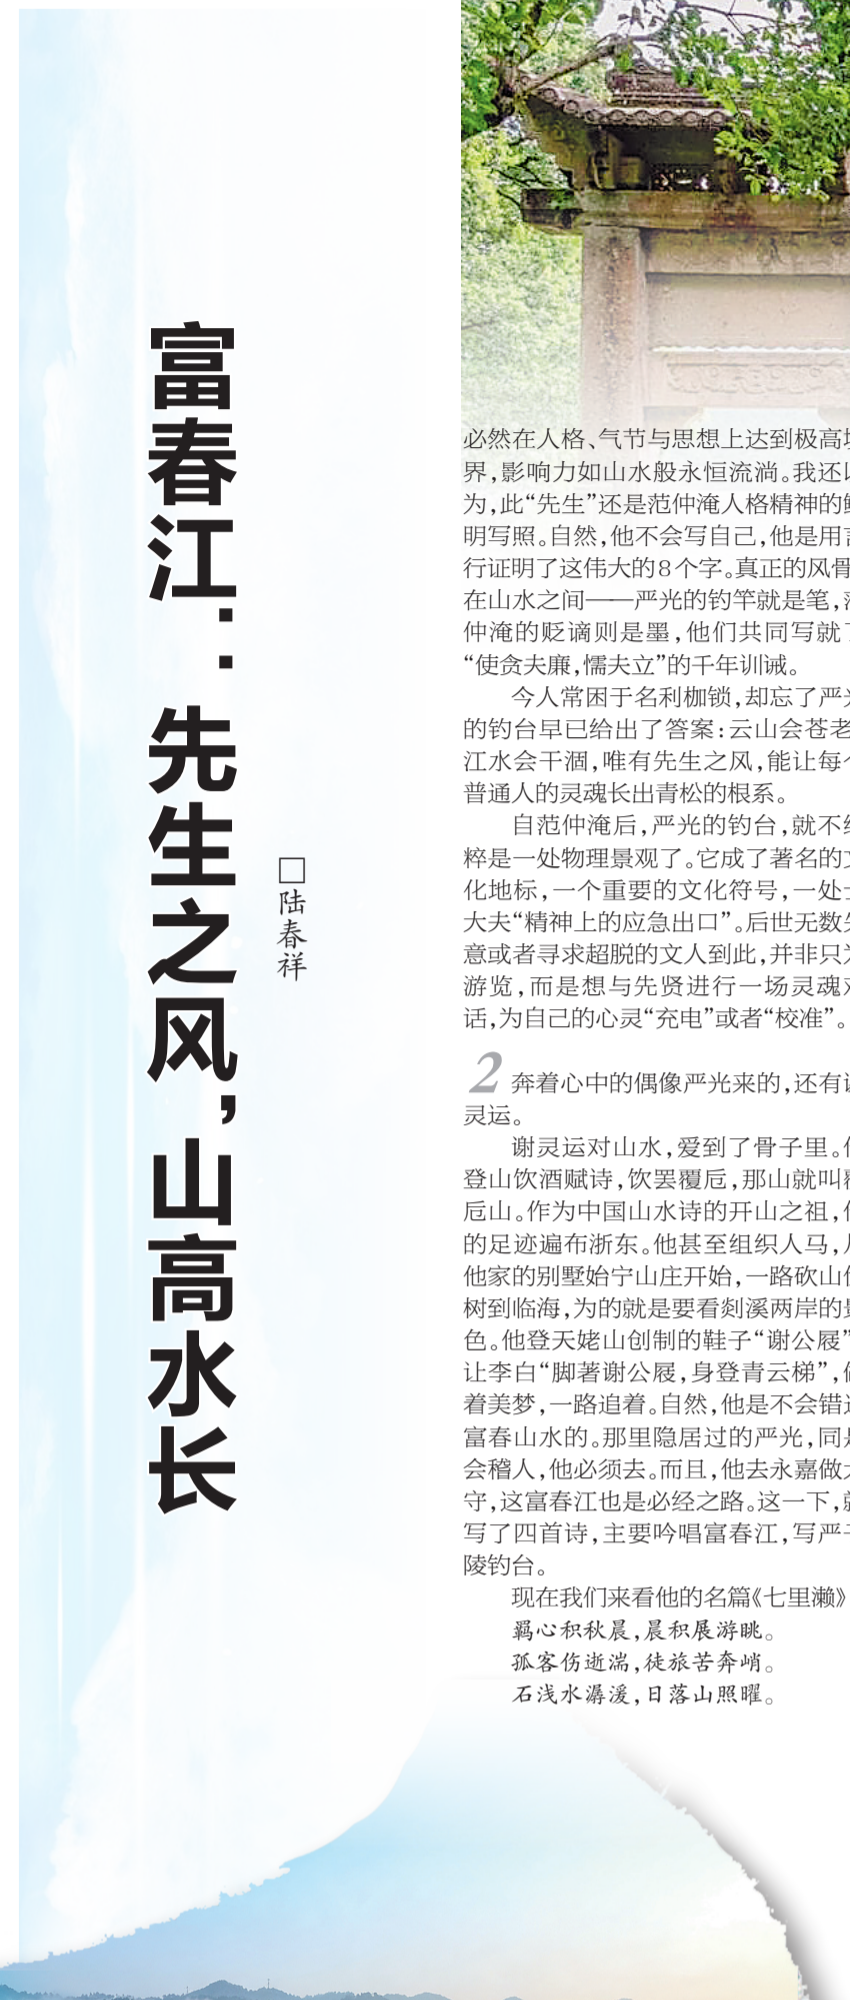 富春江：先生之风，山高水长
□陆春祥
必然在人格、气节与思想上达到极高
界，影响力如山水般永恒流淌。我还
为，此“先生”还是范仲淹人格精神的
明写照。自然，他不会写自己，他是用
行证明了这伟大的8个字。真正的风骨
在山水之间——严光的钓竿就是笔，
仲淹的贬谪则是墨，他们共同写就
“使贪夫廉，懦夫立”的千年训诫。
今人常困于名利枷锁，却忘了严
的钓台早已给出了答案：云山会苍老
江水会干涸，唯有先生之风，能让每
普通人的灵魂长出青松的根系。
自范仲淹后，严光的钓台，就不
粹是一处物理景观了。它成了著名的
化地标，一个重要的文化符号，一处
大夫“精神上的应急出口”。后世无数
意或者寻求超脱的文人到此，并非只
游览，而是想与先贤进行一场灵魂
话，为自己的心灵“充电”或者“校准”。
2 奔着心中的偶像严光来的，还有
灵运。
谢灵运对山水，爱到了骨子里。
登山饮酒赋诗，饮罢覆卮，那山就叫
卮山。作为中国山水诗的开山之祖，
的足迹遍布浙东。他甚至组织人马，
他家的别墅始宁山庄开始，一路砍山
树到临海，为的就是要看剡溪两岸的
色。他登天姥山创制的鞋子“谢公屐”
让李白“脚著谢公屐，身登青云梯”，
着美梦，一路追着。自然，他是不会错
富春山水的。那里隐居过的严光，同
会稽人，他必须去。而且，他去永嘉做
守，这富春江也是必经之路。这一下，
写了四首诗，主要吟唱富春江，写严
陵钓台。
现在我们来看他的名篇《七里濑》
羁心积秋晨，晨积展游眺。
孤客伤逝湍，徒旅苦奔峭。
石浅水潺湲，日落山照曜。